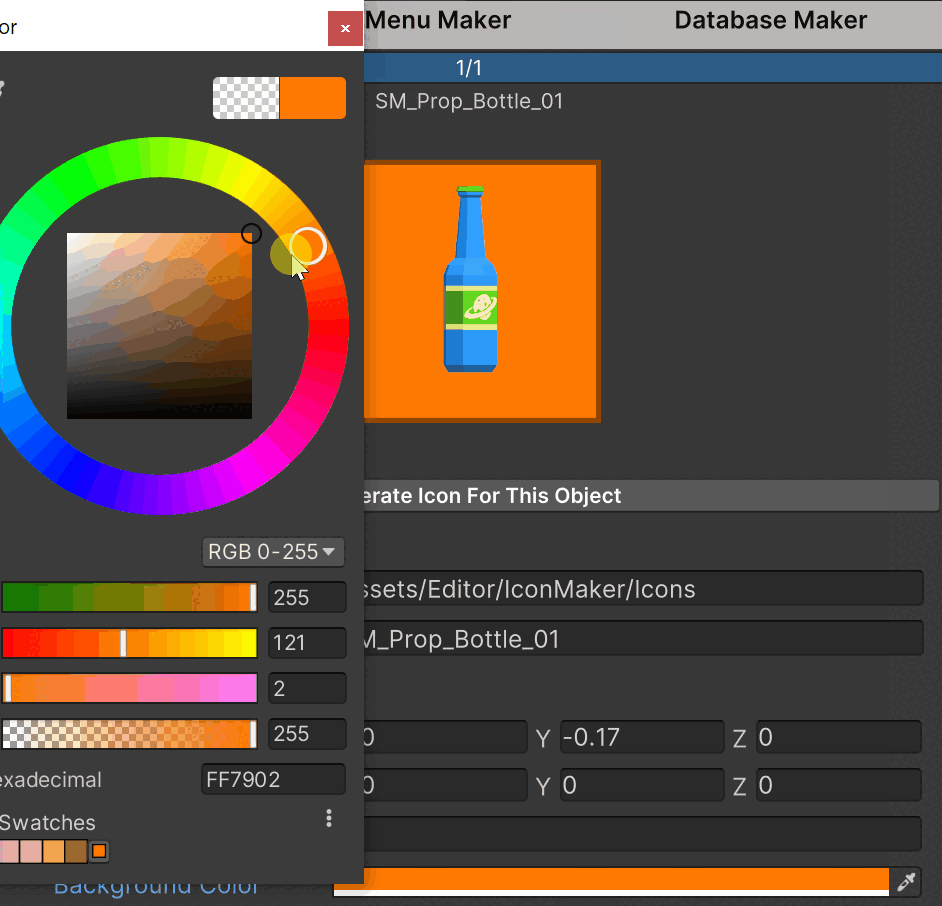 or
Menu Maker
Database Maker
1/1
SM_Prop_Bottle_01
erate Icon For This Object
RGB 0-255
255
121
2
255
exadecimal
FF7902
Swatches
ssets/Editor/IconMaker/Icons
M_Prop_Bottle_01
0 Y -0.17 Z 0
0 Y 0 Z 0
Background Color